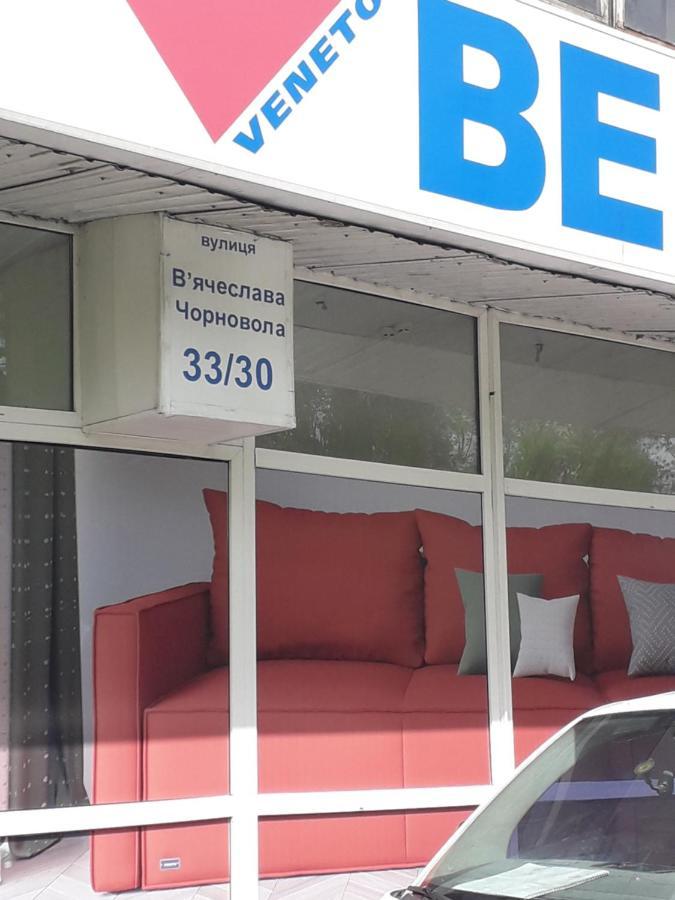 VENETO
ВЕ
вулиця
В’ячеслава
Чорновола
33/30